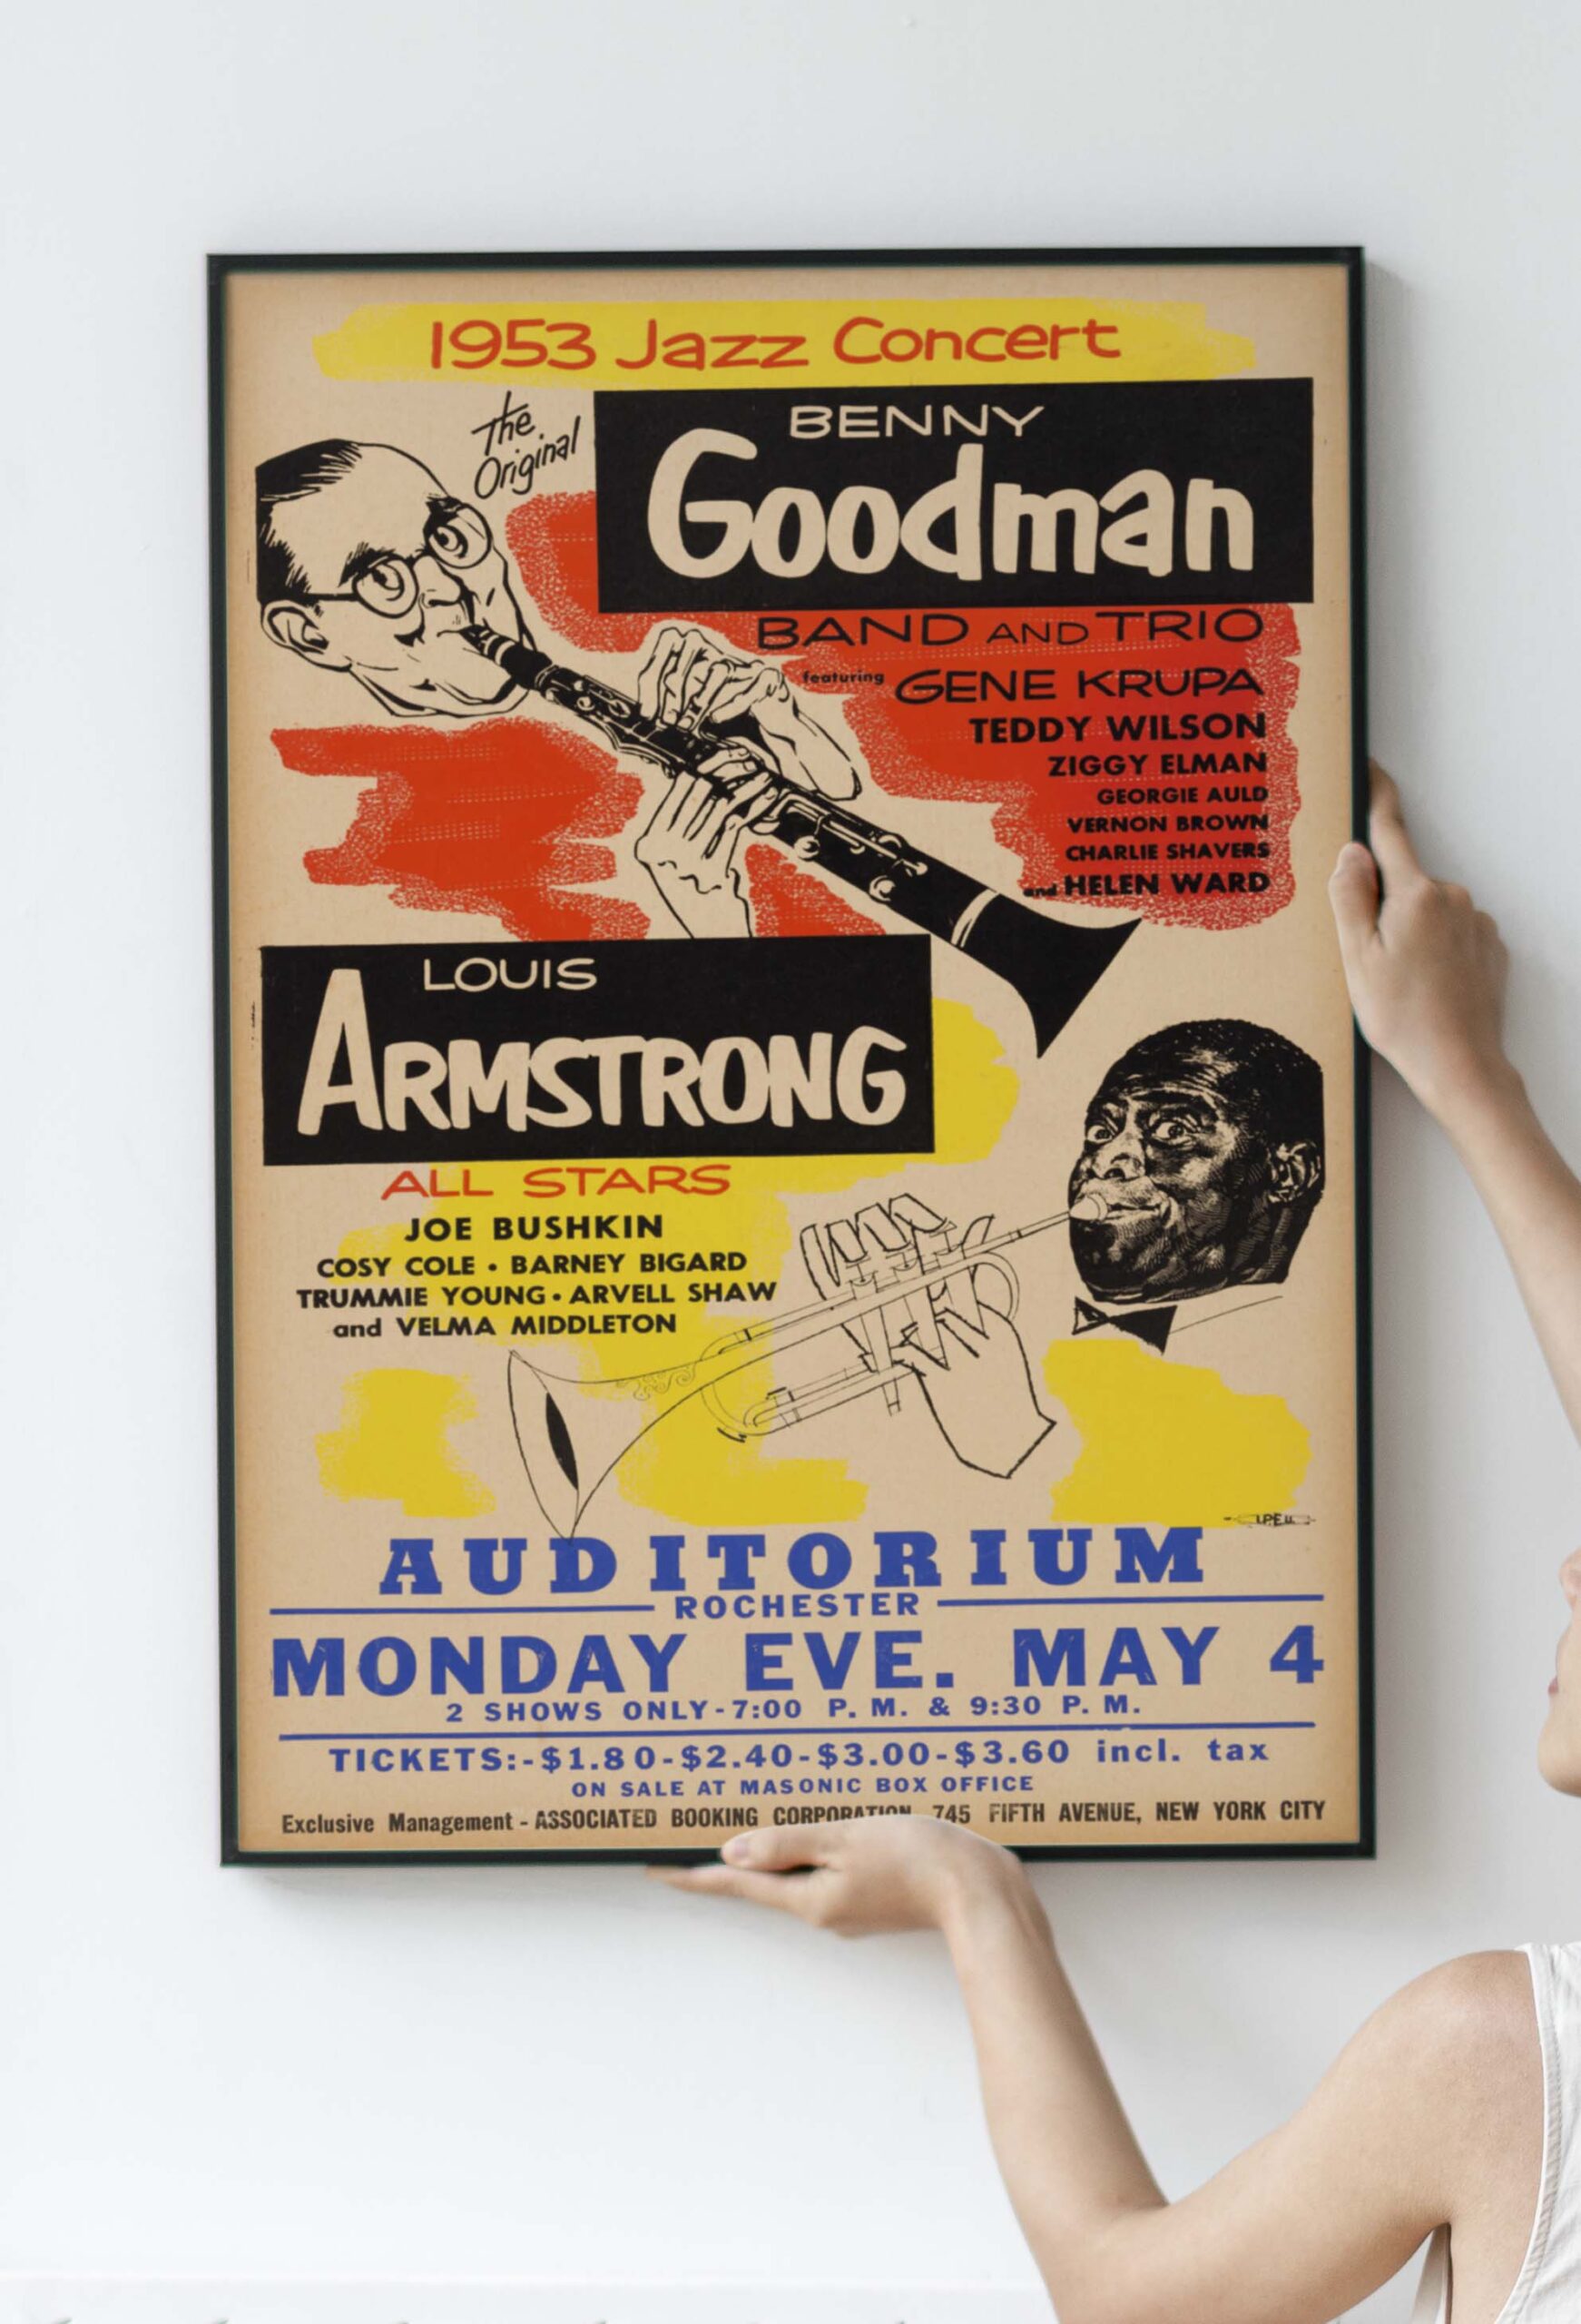 1953 Jazz Concert
The
Original
BENNY
Goodman
BAND AND TRIO
featuring GENE KRUPA
TEDDY WILSON
ZIGGY ELMAN
GEORGIE AULD
VERNON BROWN
CHARLIE SHAVERS
and HELEN WARD
LOUIS
ARMSTRONG
ALL STARS
JOE BUSHKIN
COSY COLE • BARNEY BIGARD
TRUMMIE YOUNG • ARVELL SHAW
and VELMA MIDDLETON
AUDITORIUM
ROCHESTER
MONDAY EVE. MAY 4
2 SHOWS ONLY-7:00 P. M. & 9:30 P. M.
TICKETS:-$1.80-$2.40-$3.00-$3.60 incl. tax
ON SALE AT MASONIC BOX OFFICE
Exclusive Management - ASSOCIATED BOOKING CORPORATION 745 FIFTH AVENUE, NEW YORK CITY